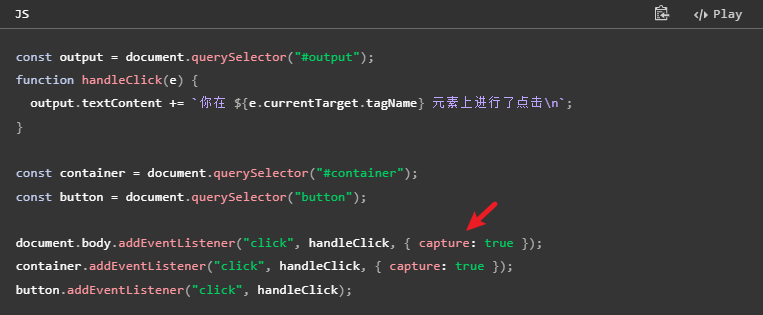 JS
Play
const output = document.querySelector("#output");
function handleClick(e) {
  output.textContent += `你在 ${e.currentTarget.tagName} 元素上进行了点击\n`;
}
const container = document.querySelector("#container");
const button = document.querySelector("button");
document.body.addEventListener("click", handleClick, { capture: true });
container.addEventListener("click", handleClick, { capture: true });
button.addEventListener("click", handleClick);